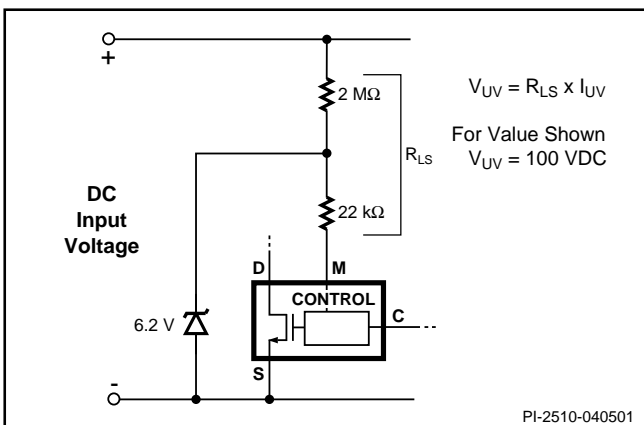 +
2 MΩ
V_UV = R_LS x I_UV
For Value Shown
V_UV = 100 VDC
R_LS
DC
Input
Voltage
22 kΩ
D
M
CONTROL
C
6.2 V
S
-
PI-2510-040501